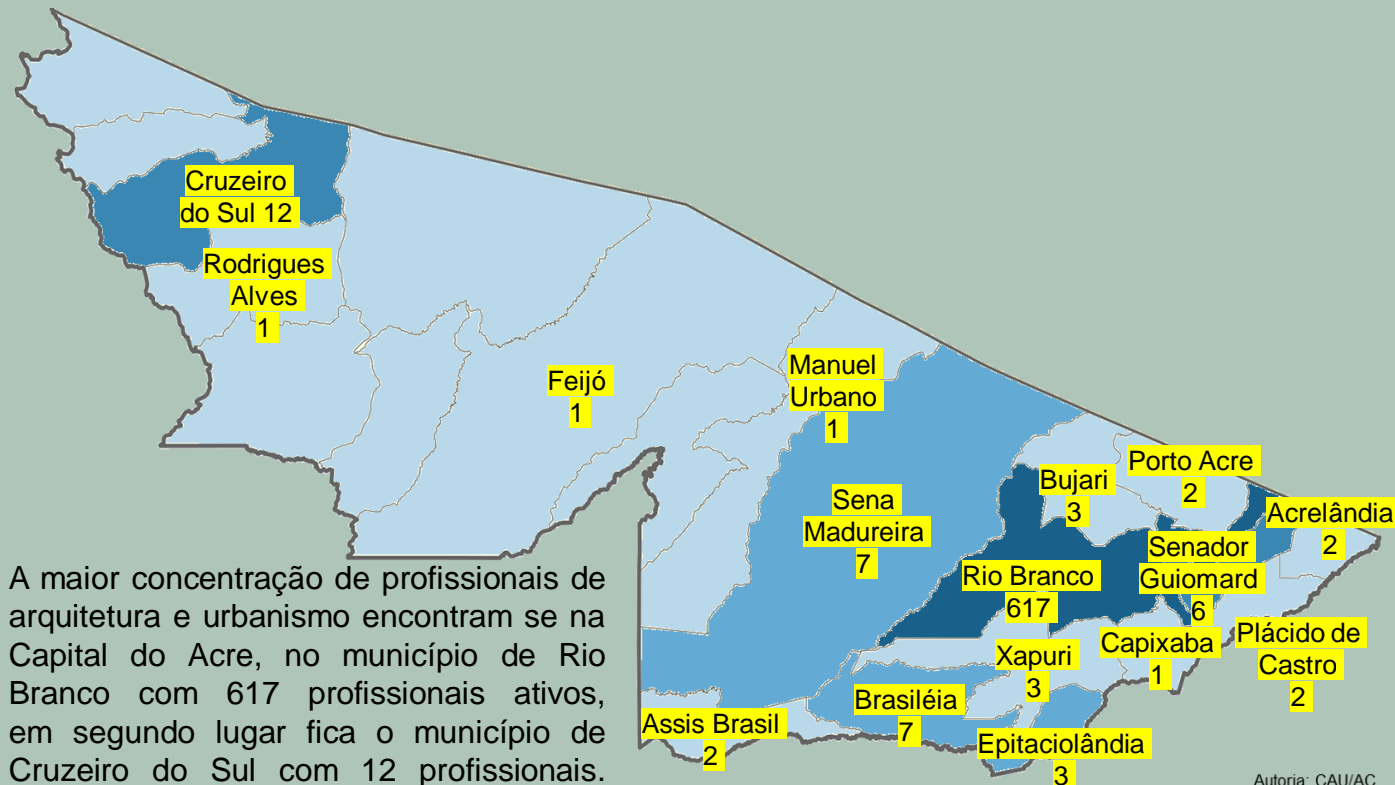 Cruzeiro
do Sul 12
Rodrigues
Alves
1
Feijó
1
Manuel
Urbano
1
Sena
Madureira
7
Bujari
3
Porto Acre
2
Acrelândia
2
Senador
Guiomard
6
Rio Branco
617
Plácido de
Castro
2
Capixaba
1
Xapuri
3
Brasiléia
7
Assis Brasil
2
Epitaciolândia
3
A maior concentração de profissionais de
arquitetura e urbanismo encontram se na
Capital do Acre, no município de Rio
Branco com 617 profissionais ativos,
em segundo lugar fica o município de
Cruzeiro do Sul com 12 profissionais.
Autoria: CAU/AC